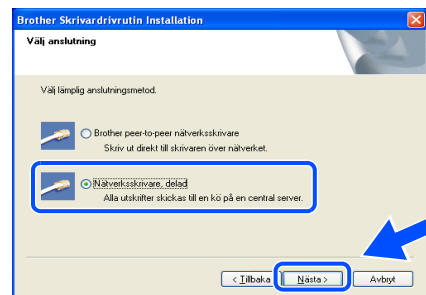 Brother Skrivardrivrutin Installation
Välj anslutning
Välj lämplig anslutningsmetod.
Brother peer-to-peer nätverksskrivare
Skriv ut direkt till skrivaren över nätverket.
Nätverksskrivare, delad
Alla utskrifter skickas till en kö på en central server.
< Tillbaka Nästa > Avbryt